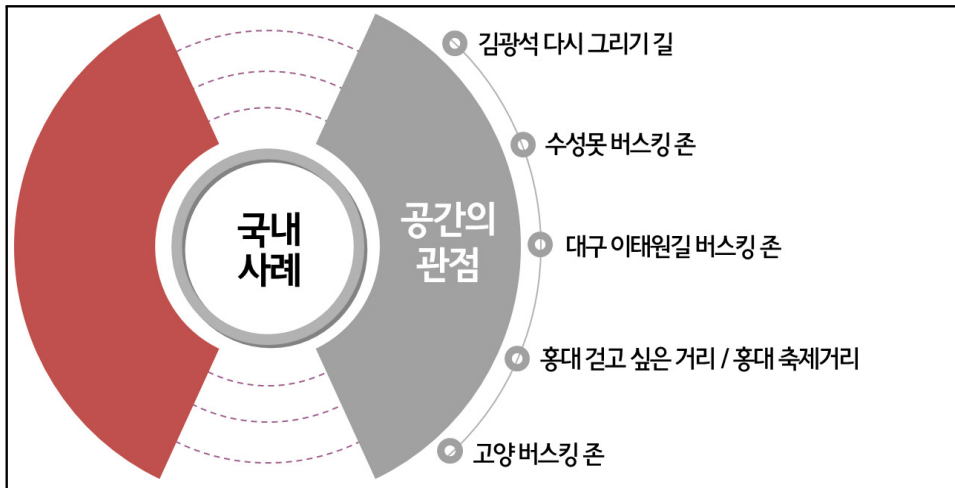 국내
사례
공간의
관점
김광석 다시 그리기 길
수성못 버스킹 존
대구 이태원길 버스킹 존
홍대 걷고 싶은 거리 / 홍대 축제거리
고양 버스킹 존